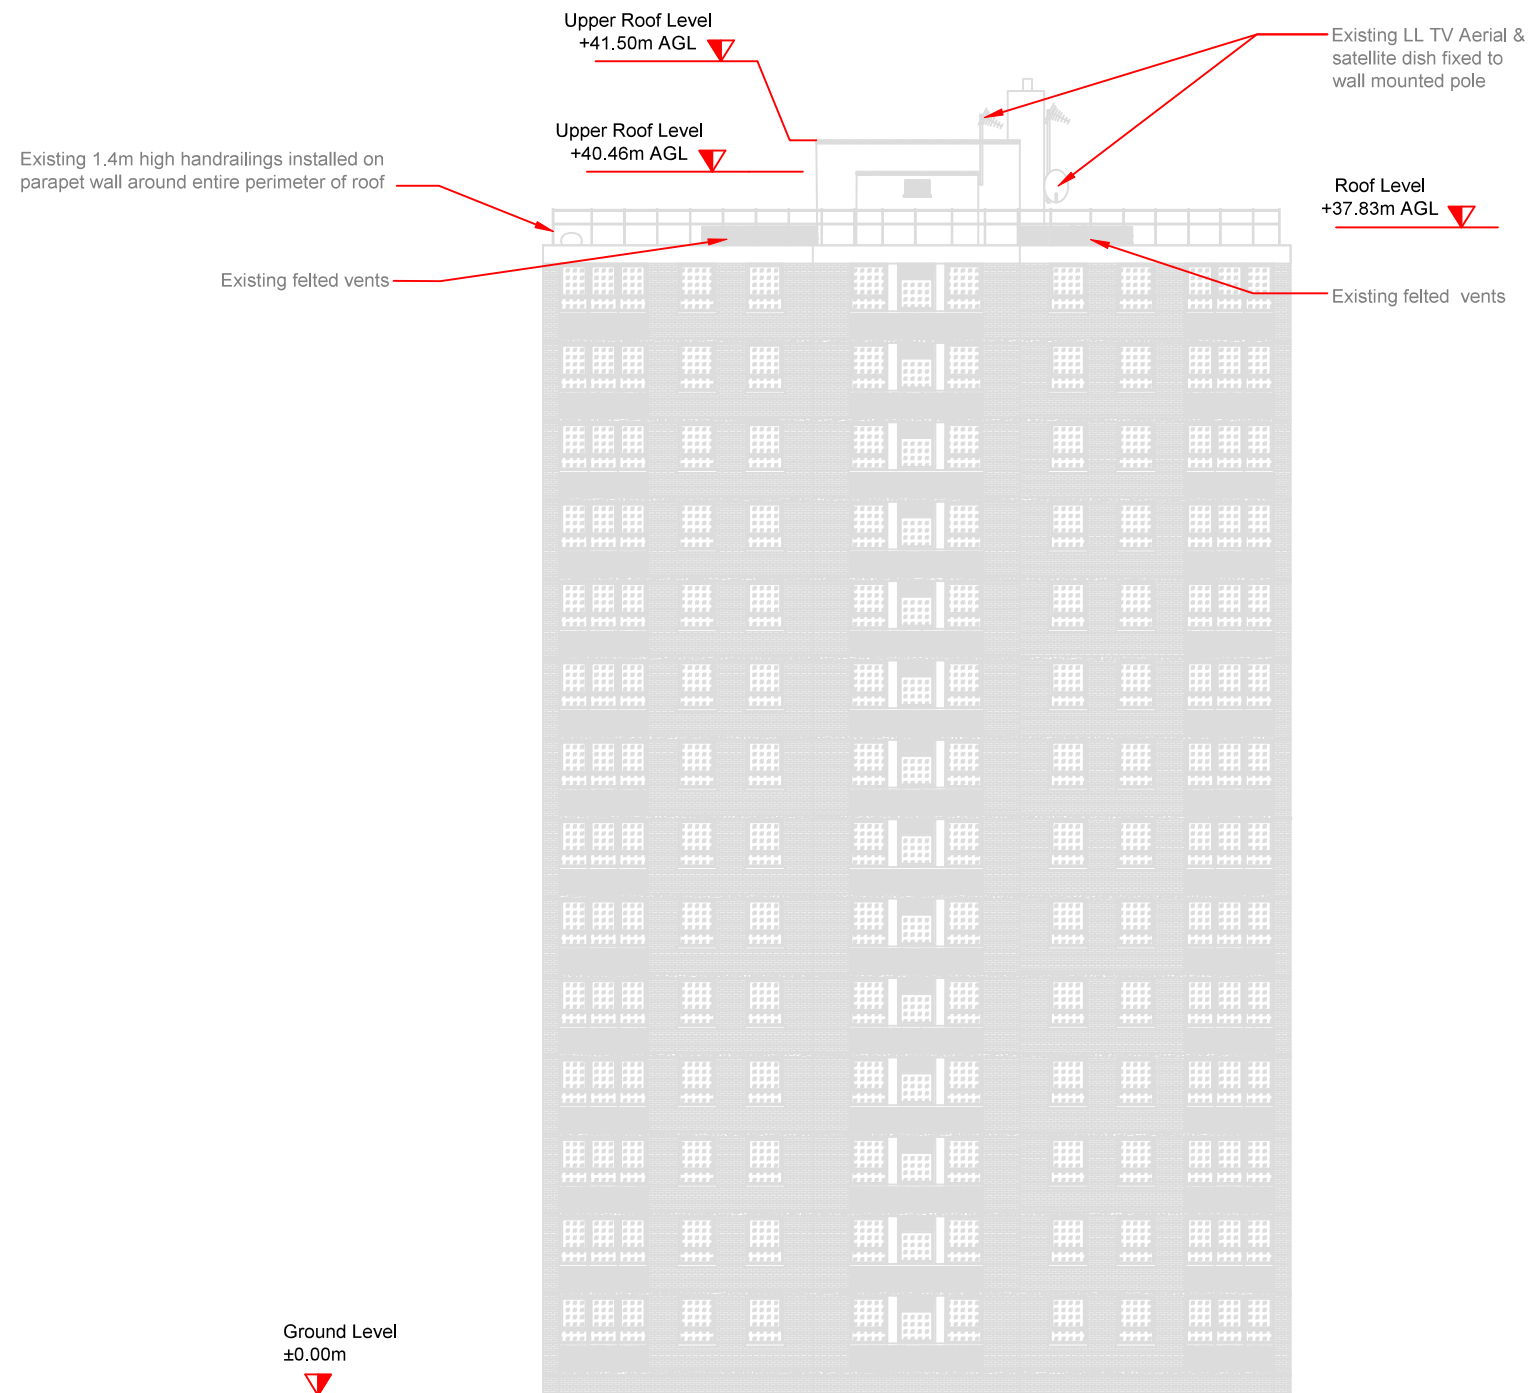 Upper Roof Level
+41.50m AGL
Existing LL TV Aerial &
satellite dish fixed to
wall mounted pole
Upper Roof Level
+40.46m AGL
Existing 1.4m high handrailings installed on
parapet wall around entire perimeter of roof
Roof Level
+37.83m AGL
Existing felted vents
Existing felted  vents
Ground Level
±0.00m